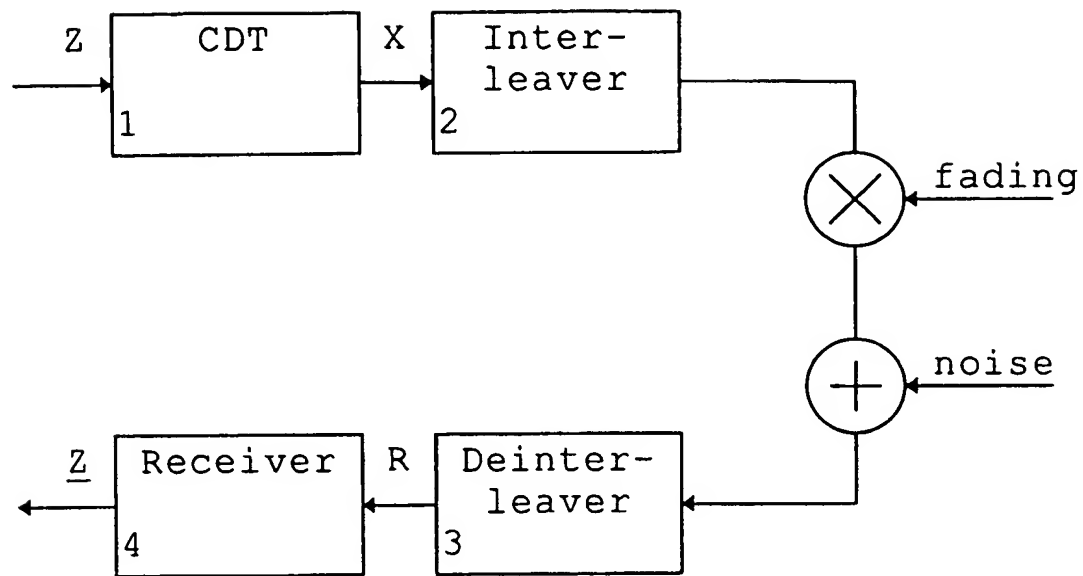 Z
CDT
1
X
Inter-
leaver
2
fading
noise
Z
Receiver
4
R
Deinter-
leaver
3